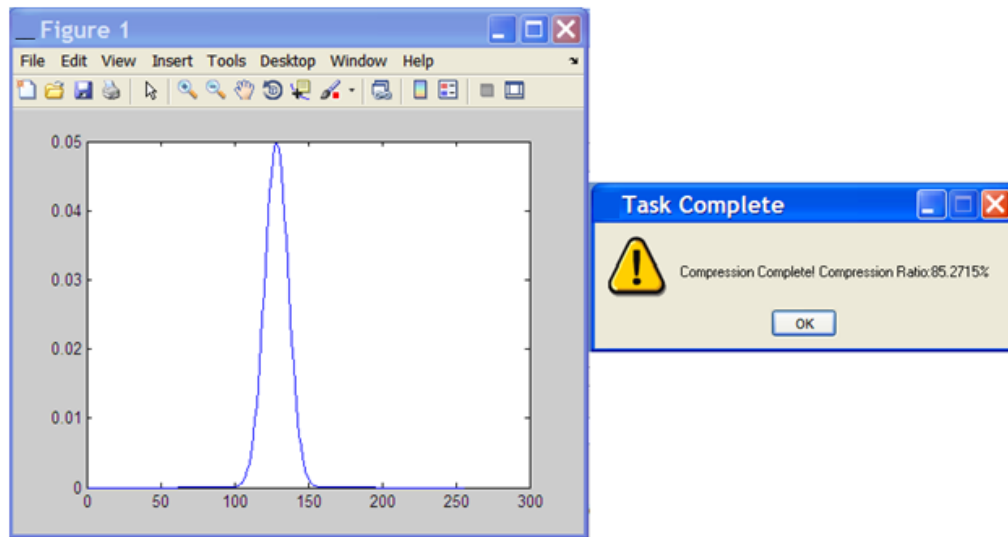 Figure 1
File Edit View Insert Tools Desktop Window Help
0.05
0.04
0.03
0.02
0.01
0
0 50 100 150 200 250 300
Task Complete
Compression Complete! Compression Ratio:85.2715%
OK